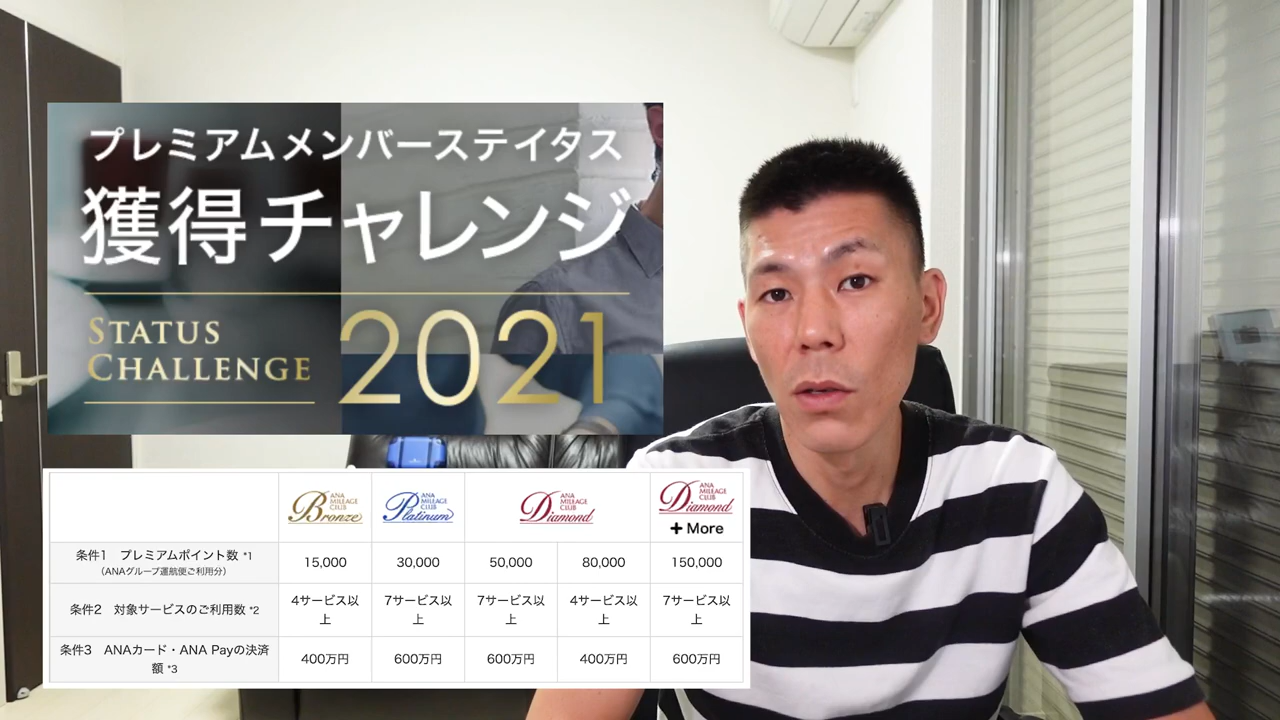 プレミアムメンバーステイタス
獲得チャレンジ
STATUS
CHALLENGE
2021
ANA MILEAGE CLUB Bronze
ANA MILEAGE CLUB Platinum
ANA MILEAGE CLUB Diamond
ANA MILEAGE CLUB Diamond
+ More
条件1 プレミアムポイント数 *1
(ANAグループ運航便ご利用分)
15,000
30,000
50,000
80,000
150,000
条件2 対象サービスのご利用数 *2
4サービス以
上
7サービス以
上
7サービス以
上
4サービス以
上
7サービス以
上
条件3 ANAカード・ANA Payの決済
額 *3
400万円
600万円
600万円
400万円
600万円